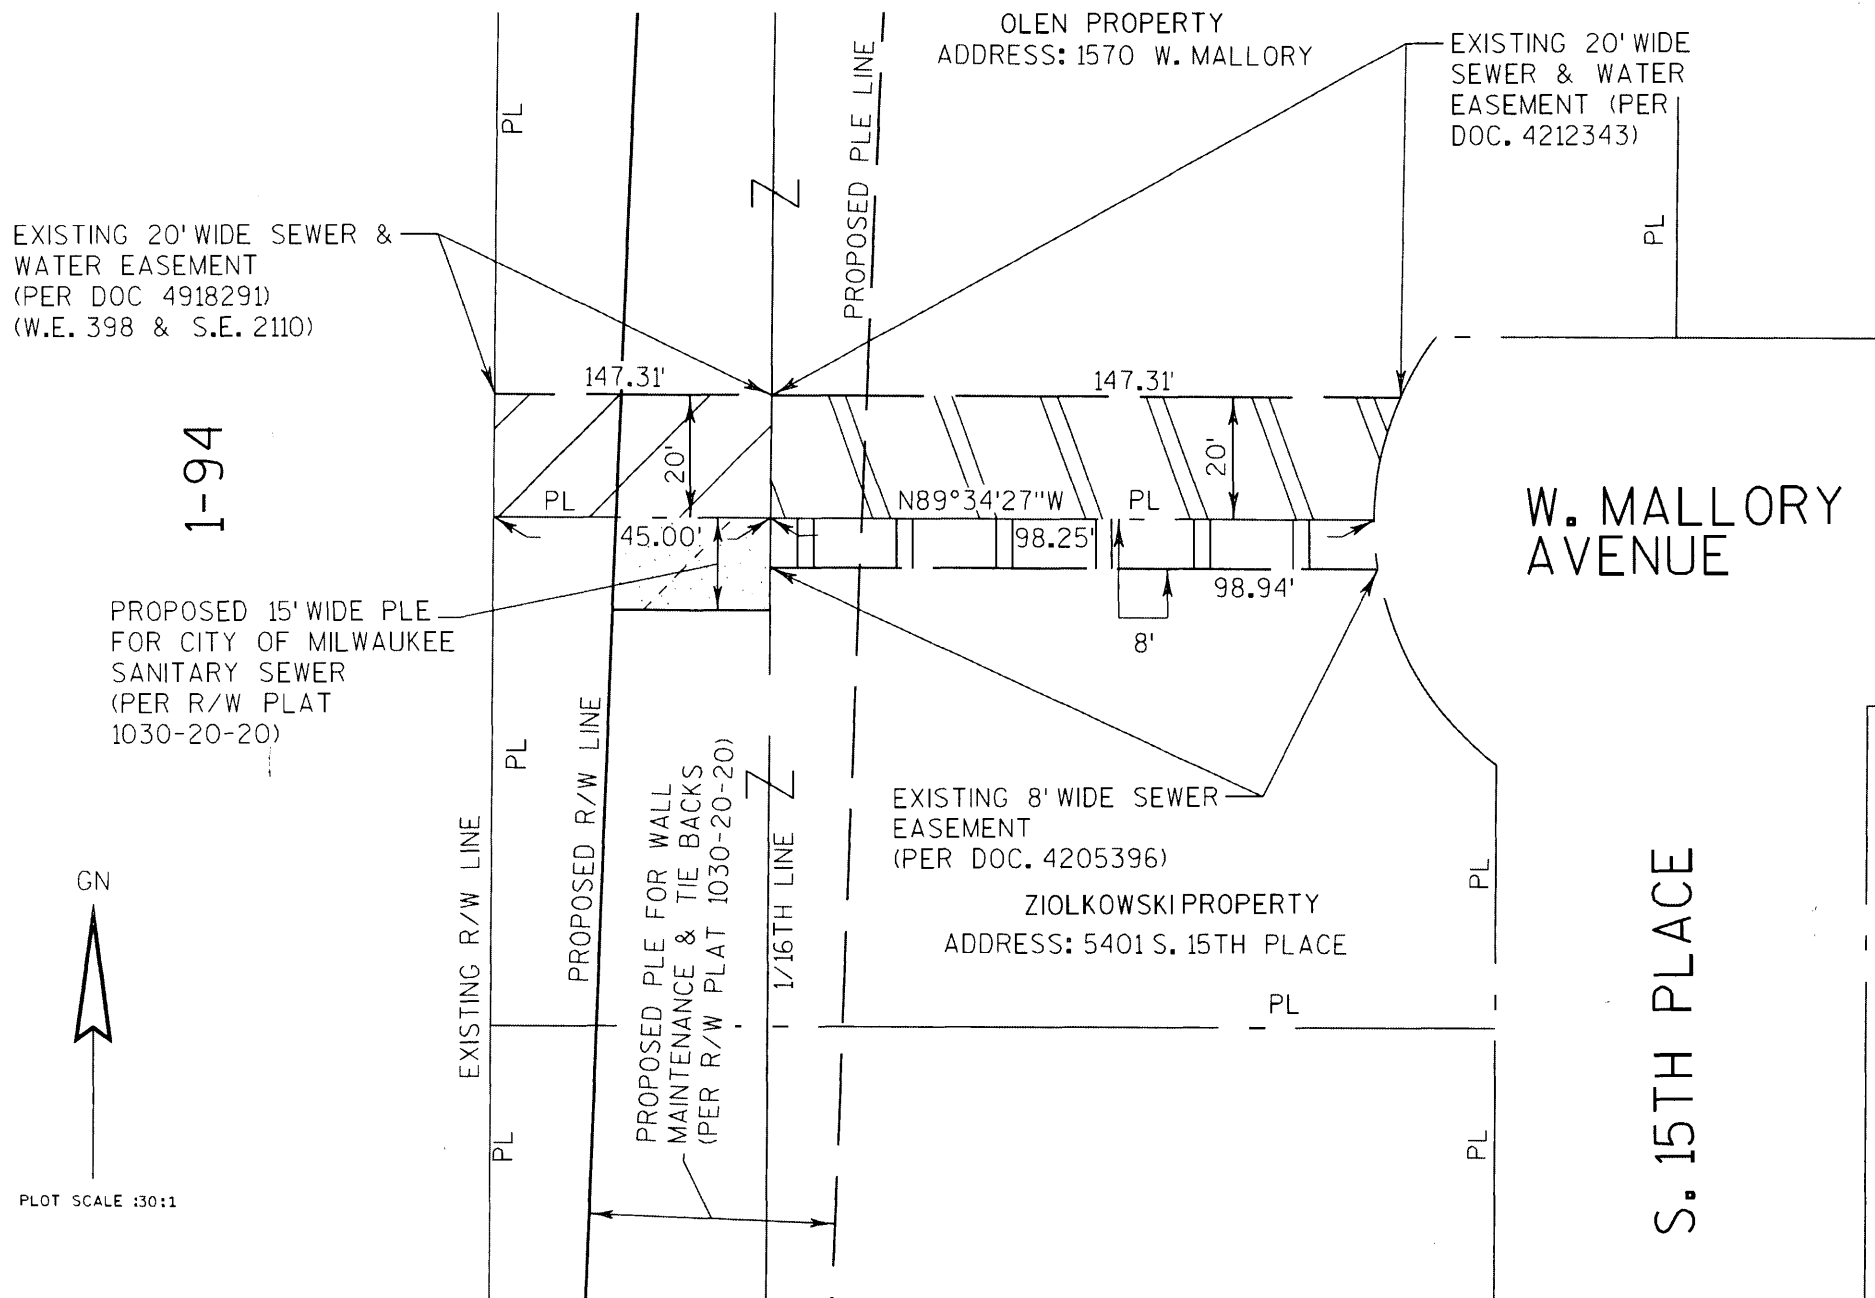 OLEN PROPERTY
ADDRESS: 1570 W. MALLORY
EXISTING 20' WIDE
SEWER & WATER
EASEMENT (PER
DOC. 4212343)
PL
PROPOSED PLE LINE
PL
EXISTING 20' WIDE SEWER &
WATER EASEMENT
(PER DOC 4918291)
(W.E. 398 & S.E. 2110)
147.31'
147.31'
1-94
20'
20'
PL
N89°34'27"W
PL
W. MALLORY
AVENUE
45.00'
98.25'
98.94'
8'
PROPOSED 15' WIDE PLE
FOR CITY OF MILWAUKEE
SANITARY SEWER
(PER R/W PLAT
1030-20-20)
PL
EXISTING R/W LINE
PROPOSED R/W LINE
PROPOSED PLE FOR WALL
MAINTENANCE & TIE BACKS
(PER R/W PLAT 1030-20-20)
1/16TH LINE
EXISTING 8' WIDE SEWER
EASEMENT
(PER DOC. 4205396)
ZIOLKOWSKI PROPERTY
ADDRESS: 5401 S. 15TH PLACE
PL
S. 15TH PLACE
GN
PL
PL
PL
PLOT SCALE :30:1